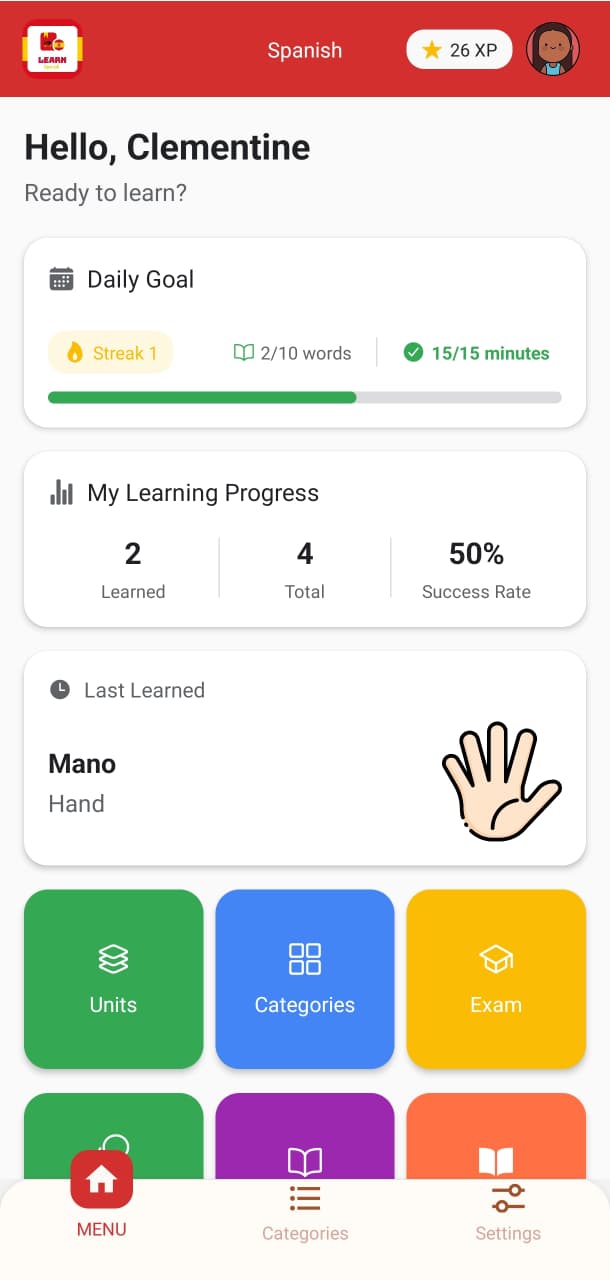 LEARN
Spanish
26 XP
Hello, Clementine
Ready to learn?
Daily Goal
Streak 1
2/10 words
15/15 minutes
My Learning Progress
2
4
50%
Learned
Total
Success Rate
Last Learned
Mano
Hand
Units
Categories
Exam
MENU
Categories
Settings